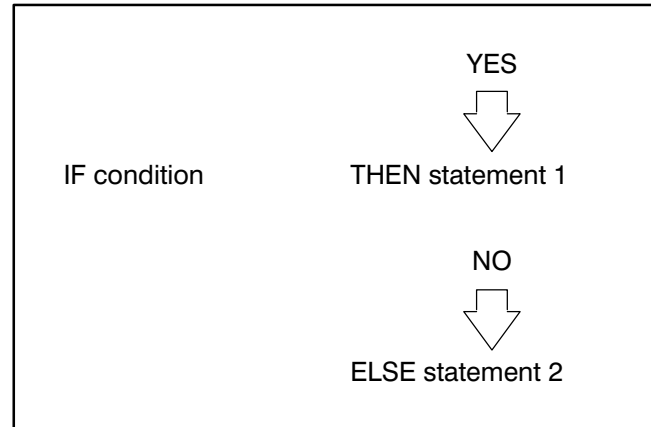 YES
IF condition THEN statement 1
NO
ELSE statement 2